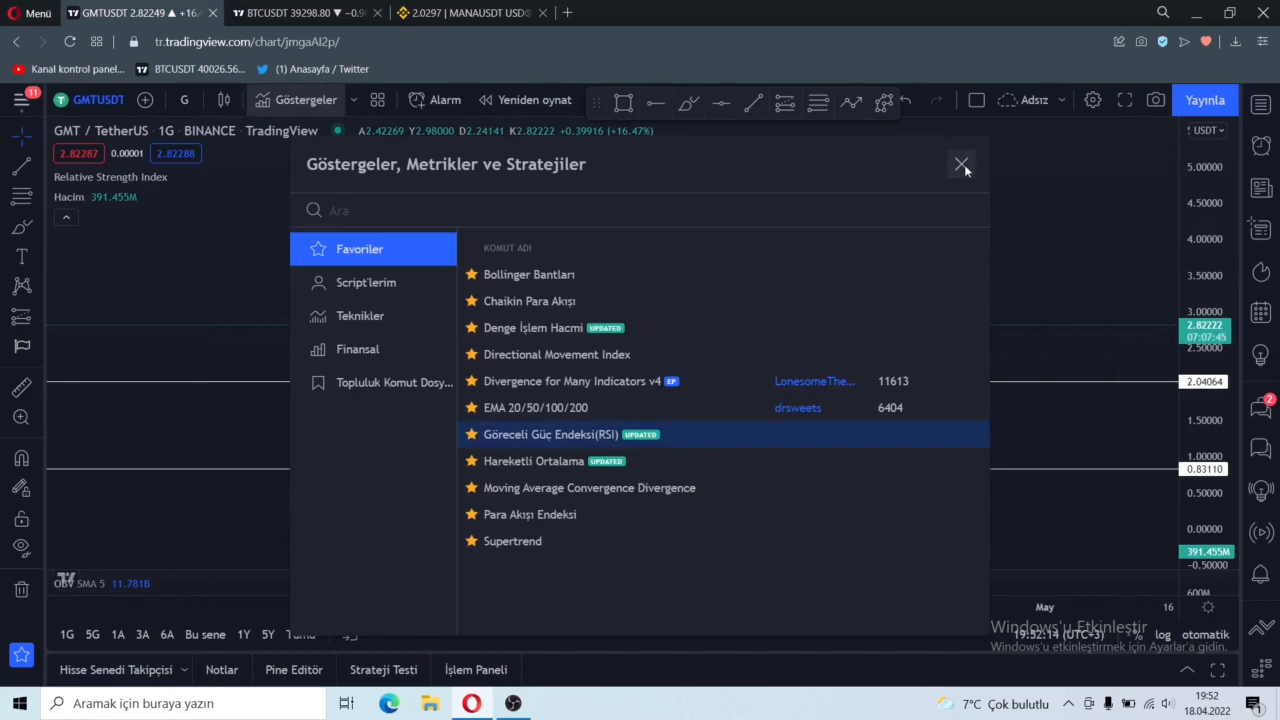 Menü
GMTUSDT 2.82249 ▲ +16.
BTCUSDT 39298.80 ▼ −0.9
2.0297 | MANAUSDT USD
tr.tradingview.com/chart/jmgaAI2p/
Kanal kontrol panel...
BTCUSDT 40026.56...
(1) Anasayfa / Twitter
11
GMTUSDT
G
Göstergeler
Alarm
Yeniden oynat
Adsız
Yayınla
GMT / TetherUS · 1G · BINANCE · TradingView
A2.42269 Y2.98000 D2.24141 K2.82222 +0.39916 (+16.47%)
USDT
2.82287
0.00001
2.82288
Relative Strength Index
Hacim 391.455M
Göstergeler, Metrikler ve Stratejiler
Ara
Favoriler
Script'lerim
Teknikler
Finansal
Topluluk Komut Dosy...
KOMUT ADI
Bollinger Bantları
Chaikin Para Akışı
Denge İşlem Hacmi UPDATED
Directional Movement Index
Divergence for Many Indicators v4 EP LonesomeThe... 11613
EMA 20/50/100/200 drsweets 6404
Göreceli Güç Endeksi(RSI) UPDATED
Hareketli Ortalama UPDATED
Moving Average Convergence Divergence
Para Akışı Endeksi
Supertrend
5.00000
4.50000
4.00000
3.50000
3.00000
2.82222
07:07:45
2.50000
2.04064
1.50000
1.00000
0.83110
0.50000
0.00000
391.455M
−0.50000
600M
2
OBV SMA 5 11.781B
May
16
1G 5G 1A 3A 6A Bu sene 1Y 5Y Tümü
19:52:14 (UTC+3)
%
log
otomatik
Windows'u Etkinleştir
Windows'u etkinleştirmek için Ayarlar'a gidin.
Hisse Senedi Takipçisi
Notlar
Pine Editör
Strateji Testi
İşlem Paneli
Aramak için buraya yazın
7°C Çok bulutlu
19:52
18.04.2022
1